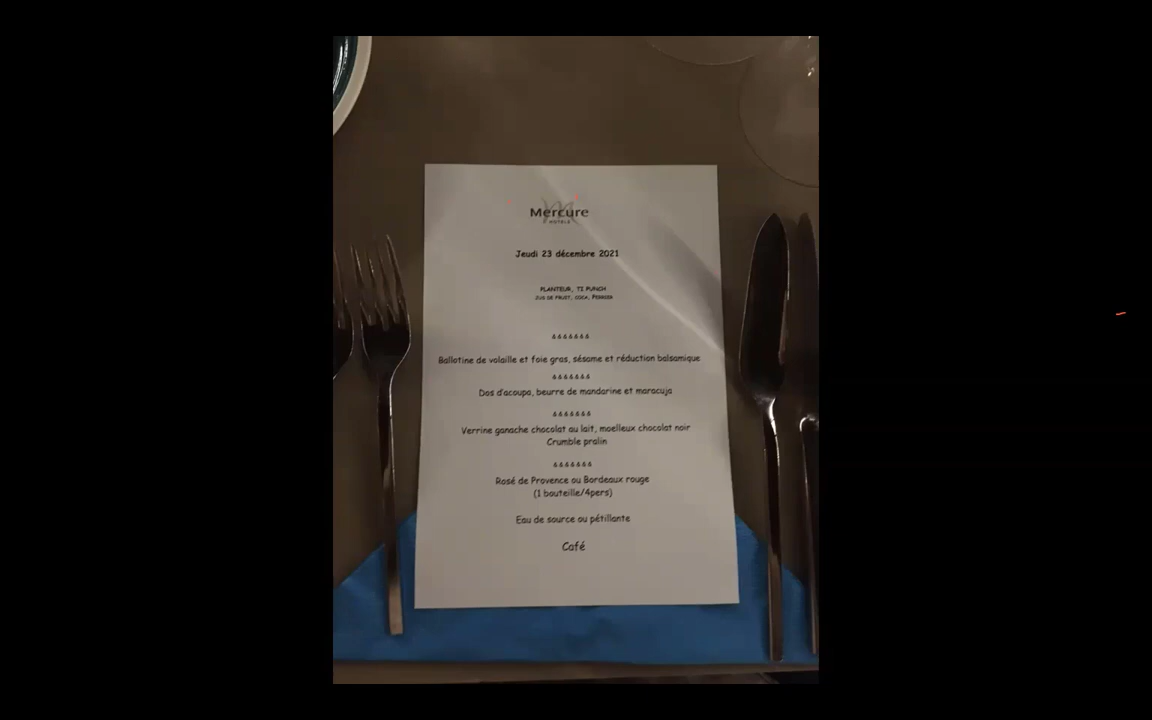 Mercure
HOTELS
Jeudi 23 décembre 2021
PLANTEUR, TI PUNCH
JUS DE FRUIT, COCA, PERRIER
Ballotine de volaille et foie gras, sésame et réduction balsamique
Dos d'acoupa, beurre de mandarine et maracuja
Verrine ganache chocolat au lait, moelleux chocolat noir
Crumble pralin
Rosé de Provence ou Bordeaux rouge
(1 bouteille/4pers)
Eau de source ou pétillante
Café